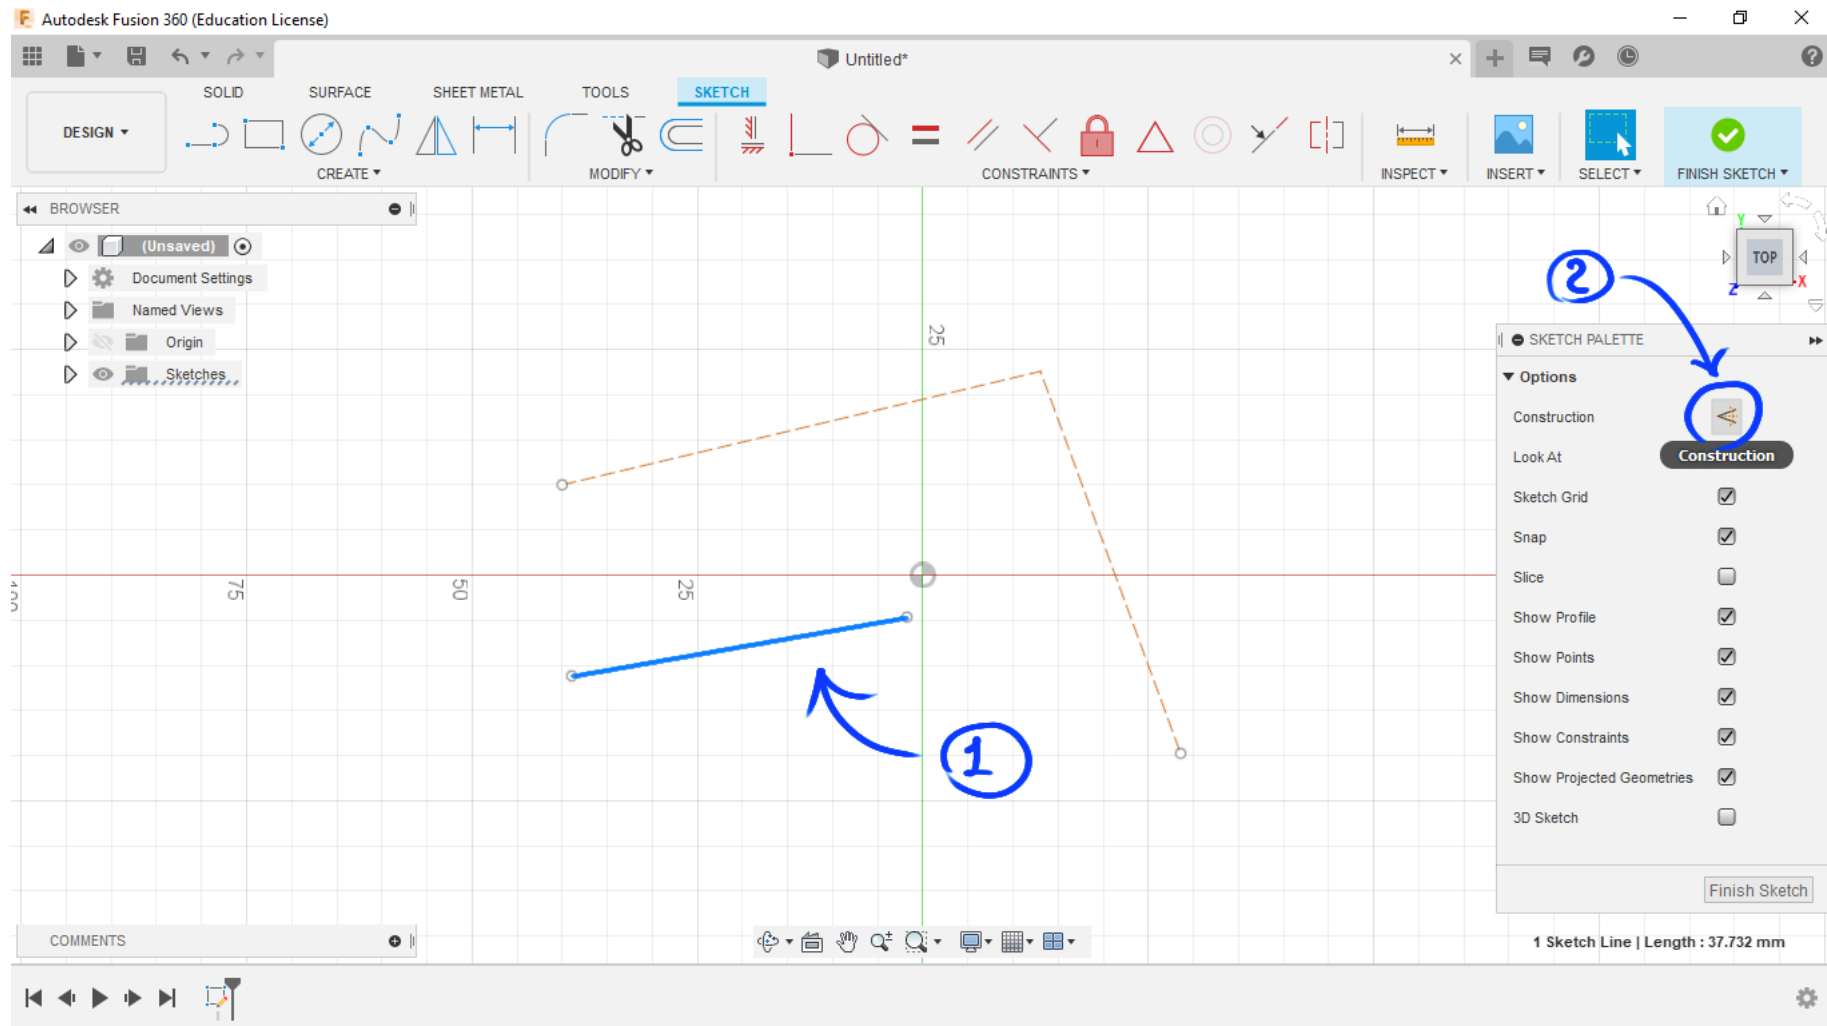 Autodesk Fusion 360 (Education License)
Untitled*
SOLID SURFACE SHEET METAL TOOLS SKETCH
DESIGN
CREATE MODIFY CONSTRAINTS INSPECT INSERT SELECT FINISH SKETCH
BROWSER
(Unsaved)
Document Settings
Named Views
Origin
Sketches
Y
TOP
X
Z
2
25
100
75
50
25
1
SKETCH PALETTE
Options
Construction
Construction
Look At
Sketch Grid
Snap
Slice
Show Profile
Show Points
Show Dimensions
Show Constraints
Show Projected Geometries
3D Sketch
Finish Sketch
COMMENTS
1 Sketch Line | Length : 37.732 mm